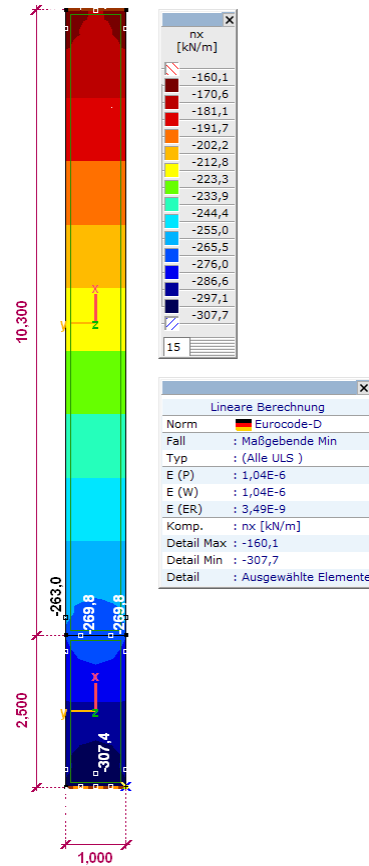 nx
[kN/m]
-160,1
-170,6
-181,1
-191,7
-202,2
-212,8
-223,3
-233,9
-244,4
-255,0
-265,5
-276,0
-286,6
-297,1
-307,7
15
Lineare Berechnung
Norm Eurocode-D
Fall : Maßgebende Min
Typ : (Alle ULS )
E (P) : 1,04E-6
E (W) : 1,04E-6
E (ER) : 3,49E-9
Komp. : nx [kN/m]
Detail Max : -160,1
Detail Min : -307,7
Detail : Ausgewählte Elemente
10,300
x
y
z
-263,0
-269,8
-269,8
2,500
x
y
z
-307,4
1,000